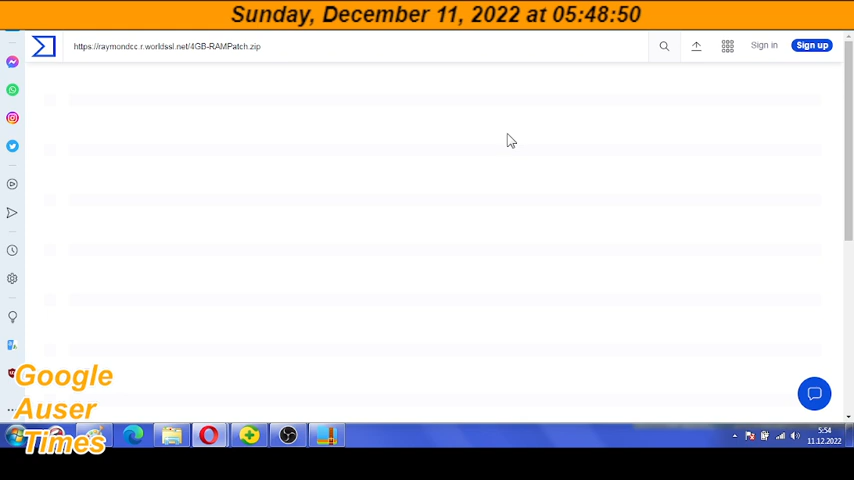 Sunday, December 11, 2022 at 05:48:50
https://raymondcc.r.worldssl.net/4GB-RAMPatch.zip
Sign in
Sign up
Google
Auser
Times
5:54
11.12.2022